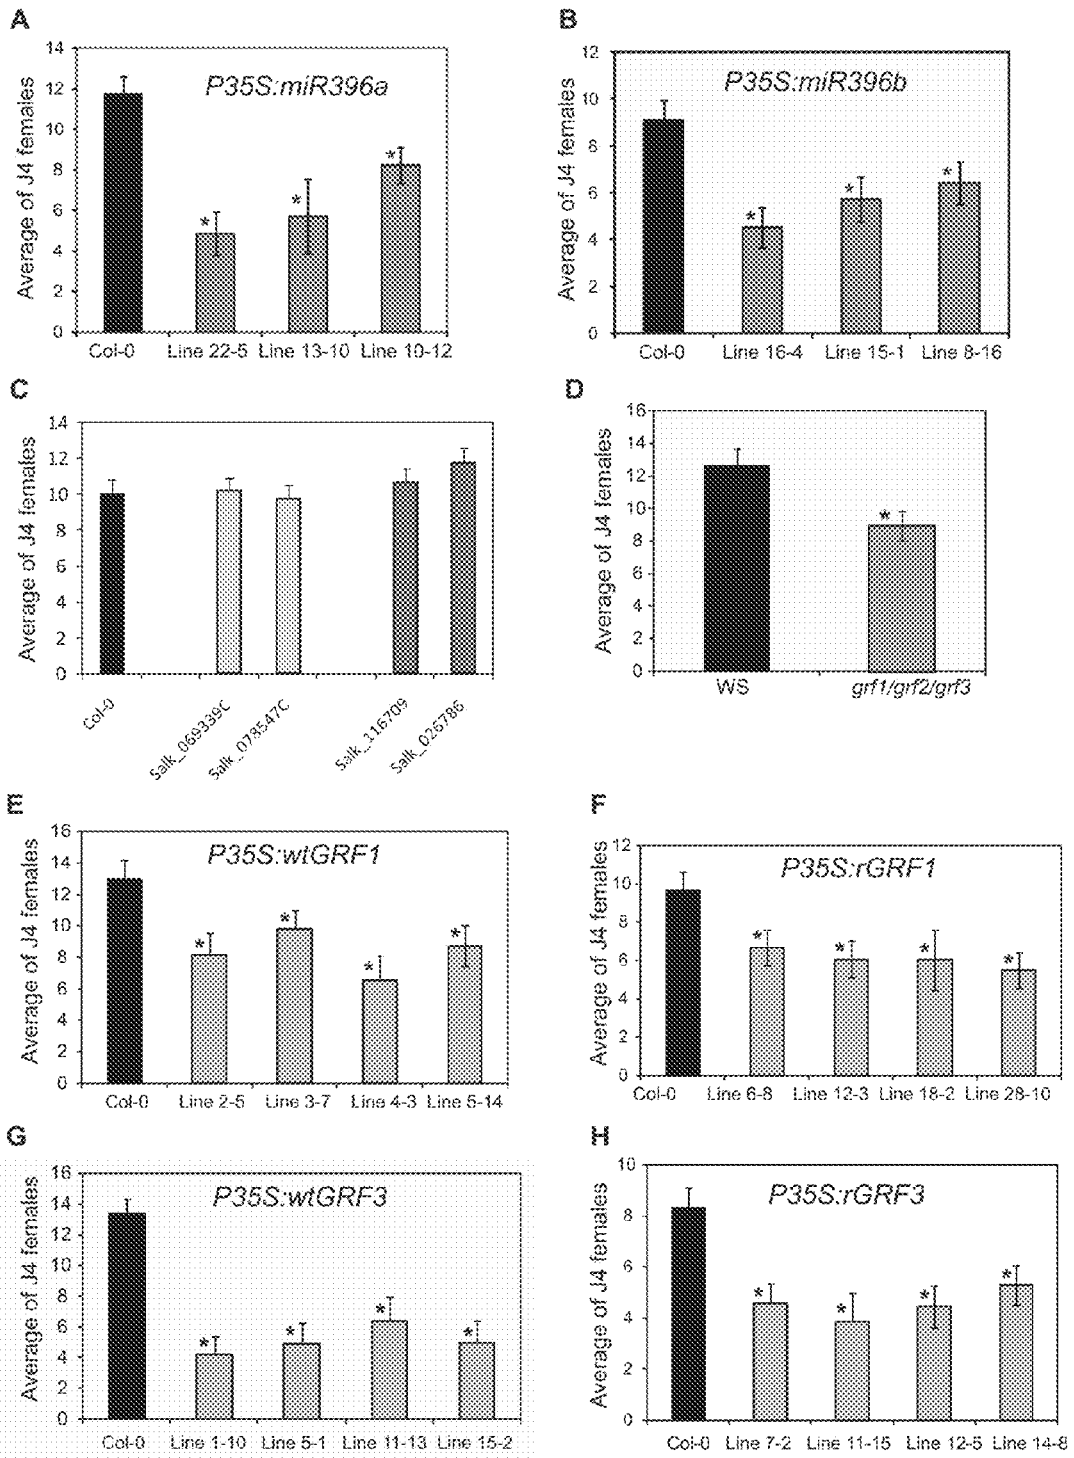 A
P35S:miR396a
Average of J4 females
14
12
10
8
6
4
2
0
Col-0 Line 22-5 Line 13-10 Line 10-12
* * *
B
P35S:miR396b
Average of J4 females
12
10
8
6
4
2
0
Col-0 Line 16-4 Line 15-1 Line 8-16
* * *
C
Average of J4 females
14
12
10
8
6
4
2
0
Col-0 Salk_069339C Salk_078547C Salk_116709 Salk_026786
D
Average of J4 females
16
14
12
10
8
6
4
2
0
WS grf1/grf2/grf3
*
E
P35S:wtGRF1
Average of J4 females
16
14
12
10
8
6
4
2
0
Col-0 Line 2-5 Line 3-7 Line 4-3 Line 5-14
* * * *
F
P35S:rGRF1
Average of J4 females
12
10
8
6
4
2
0
Col-0 Line 6-8 Line 12-3 Line 18-2 Line 28-10
* * * *
G
P35S:wtGRF3
Average of J4 females
16
14
12
10
8
6
4
2
0
Col-0 Line 1-10 Line 5-1 Line 11-13 Line 15-2
* * * *
H
P35S:rGRF3
Average of J4 females
10
8
6
4
2
0
Col-0 Line 7-2 Line 11-15 Line 12-5 Line 14-8
* * * *